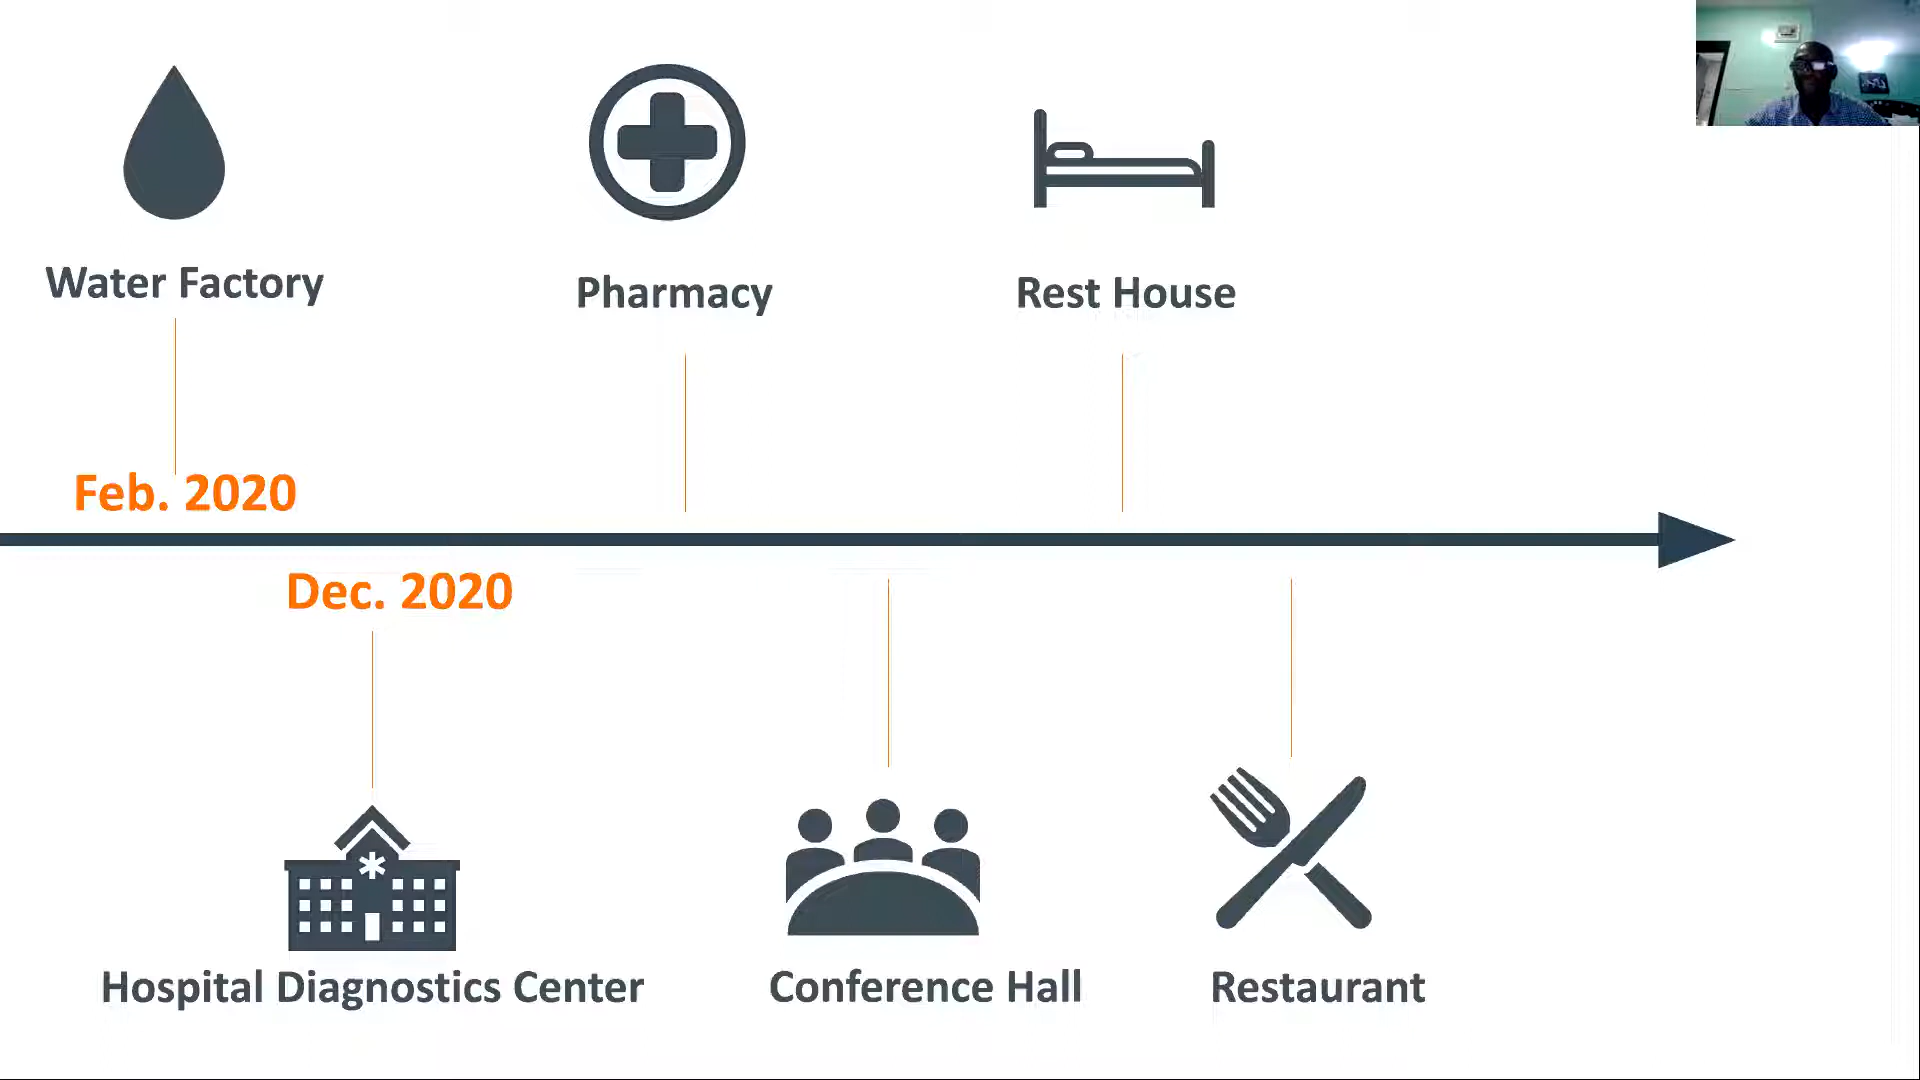 Water Factory
Pharmacy
Rest House
Feb. 2020
Dec. 2020
Hospital Diagnostics Center
Conference Hall
Restaurant